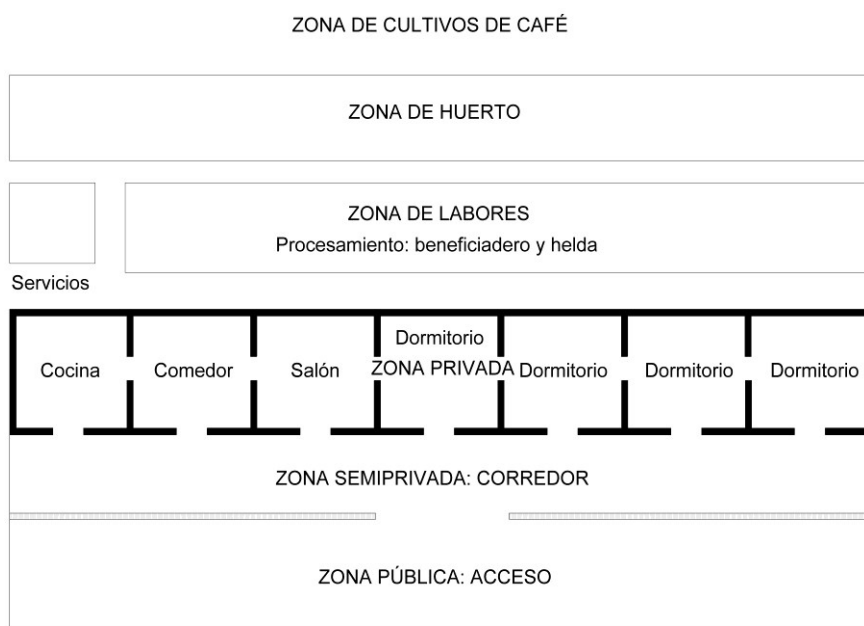 ZONA DE CULTIVOS DE CAFÉ
ZONA DE HUERTO
ZONA DE LABORES
Procesamiento: beneficiadero y helda
Servicios
Cocina
Comedor
Salón
Dormitorio
ZONA PRIVADA
Dormitorio
Dormitorio
Dormitorio
ZONA SEMIPRIVADA: CORREDOR
ZONA PÚBLICA: ACCESO